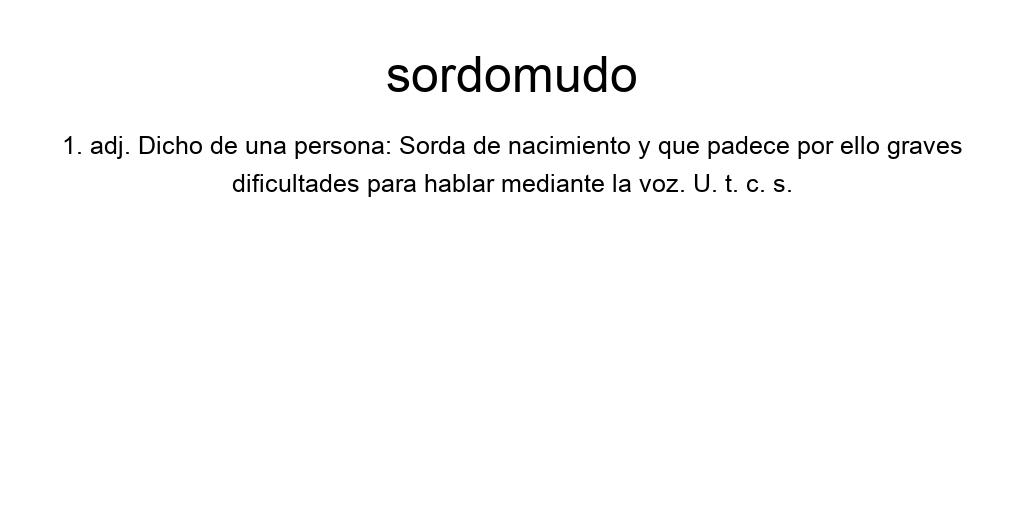 sordomudo
1. adj. Dicho de una persona: Sorda de nacimiento y que padece por ello graves
dificultades para hablar mediante la voz. U. t. c. s.